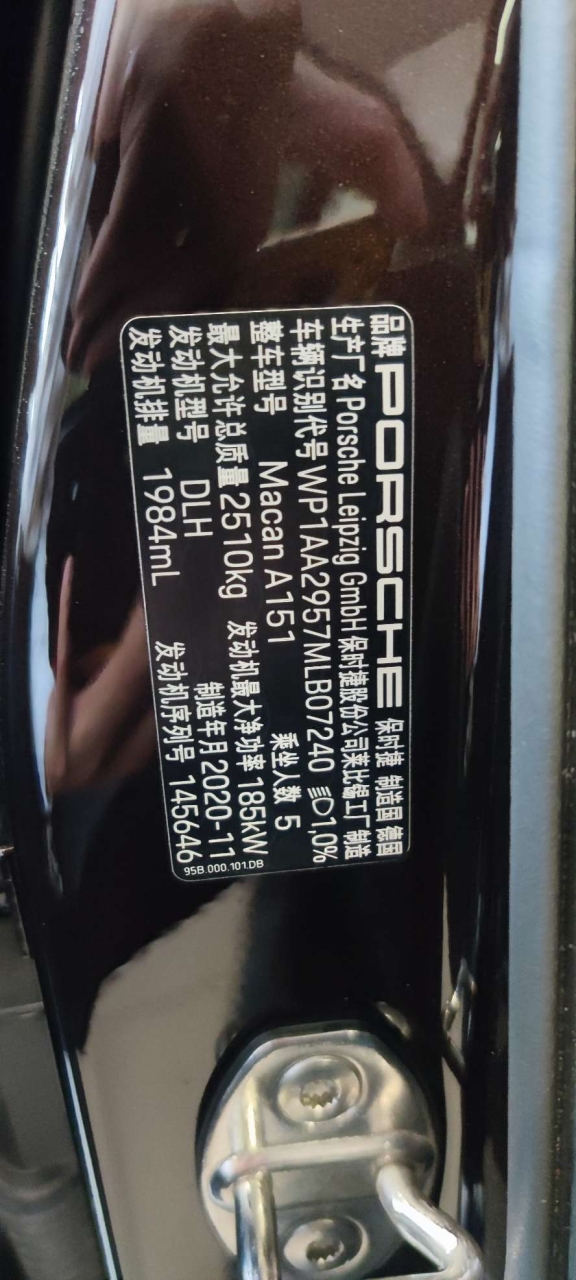 品牌 PORSCHE 保时捷 制造国 德国
生产厂名 Porsche Leipzig GmbH 保时捷股份公司莱比锡工厂 制造
车辆识别代号 WP1AA2957MLB07240 1,0%
整车型号 Macan A151 乘坐人数 5
最大允许总质量 2510kg 发动机最大净功率 185kW
发动机型号 DLH 制造年月 2020-11
发动机排量 1984mL 发动机序列号 145646
95B.000.101.DB